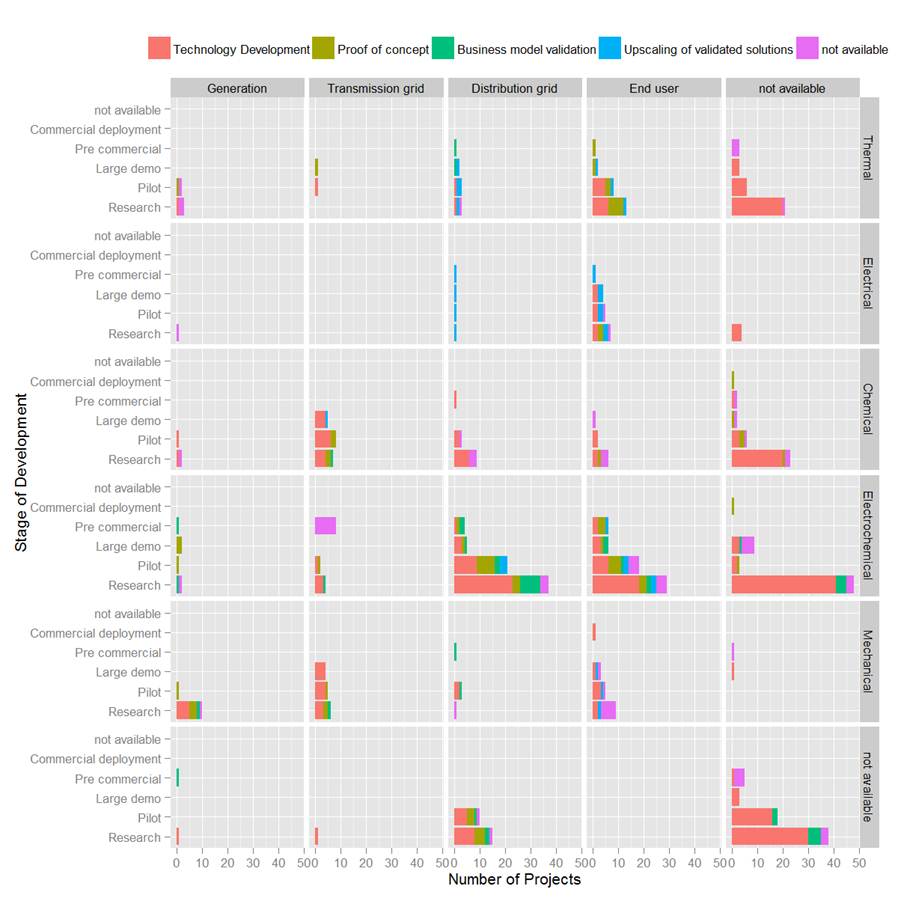 Technology Development Proof of concept Business model validation Upscaling of validated solutions not available
Generation Transmission grid Distribution grid End user not available
not available
Commercial deployment
Pre commercial
Large demo
Pilot
Research
Thermal
not available
Commercial deployment
Pre commercial
Large demo
Pilot
Research
Electrical
not available
Commercial deployment
Pre commercial
Large demo
Pilot
Research
Chemical
not available
Commercial deployment
Pre commercial
Large demo
Pilot
Research
Electrochemical
not available
Commercial deployment
Pre commercial
Large demo
Pilot
Research
Mechanical
not available
Commercial deployment
Pre commercial
Large demo
Pilot
Research
not available
Stage of Development
0 10 20 30 40 50 0 10 20 30 40 50 0 10 20 30 40 50 0 10 20 30 40 50 0 10 20 30 40 50
Number of Projects